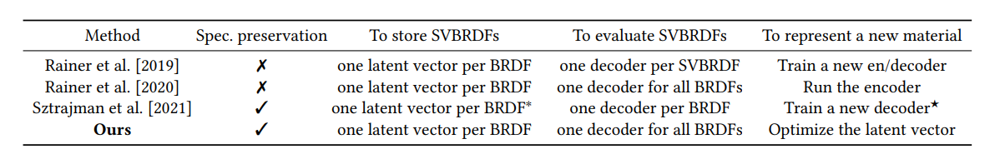 Method Spec. preservation To store SVBRDFs To evaluate SVBRDFs To represent a new material
Rainer et al. [2019] ✗ one latent vector per BRDF one decoder per SVBRDF Train a new en/decoder
Rainer et al. [2020] ✗ one latent vector per BRDF one decoder for all BRDFs Run the encoder
Sztrajman et al. [2021] ✓ one latent vector per BRDF* one decoder per BRDF Train a new decoder★
Ours ✓ one latent vector per BRDF one decoder for all BRDFs Optimize the latent vector